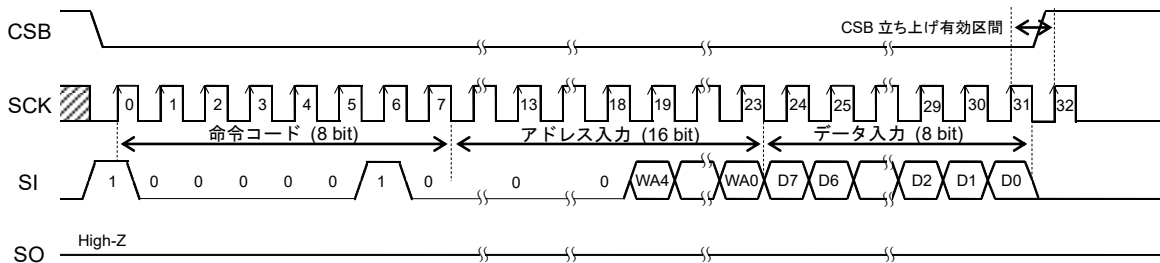 CSB
CSB 立ち上げ有効区間
SCK
0 1 2 3 4 5 6 7 13 18 19 23 24 25 29 30 31 32
命令コード (8 bit) アドレス入力 (16 bit) データ入力 (8 bit)
SI
1 0 0 0 0 0 1 0 0 0 WA4 WA0 D7 D6 D2 D1 D0
High-Z
SO